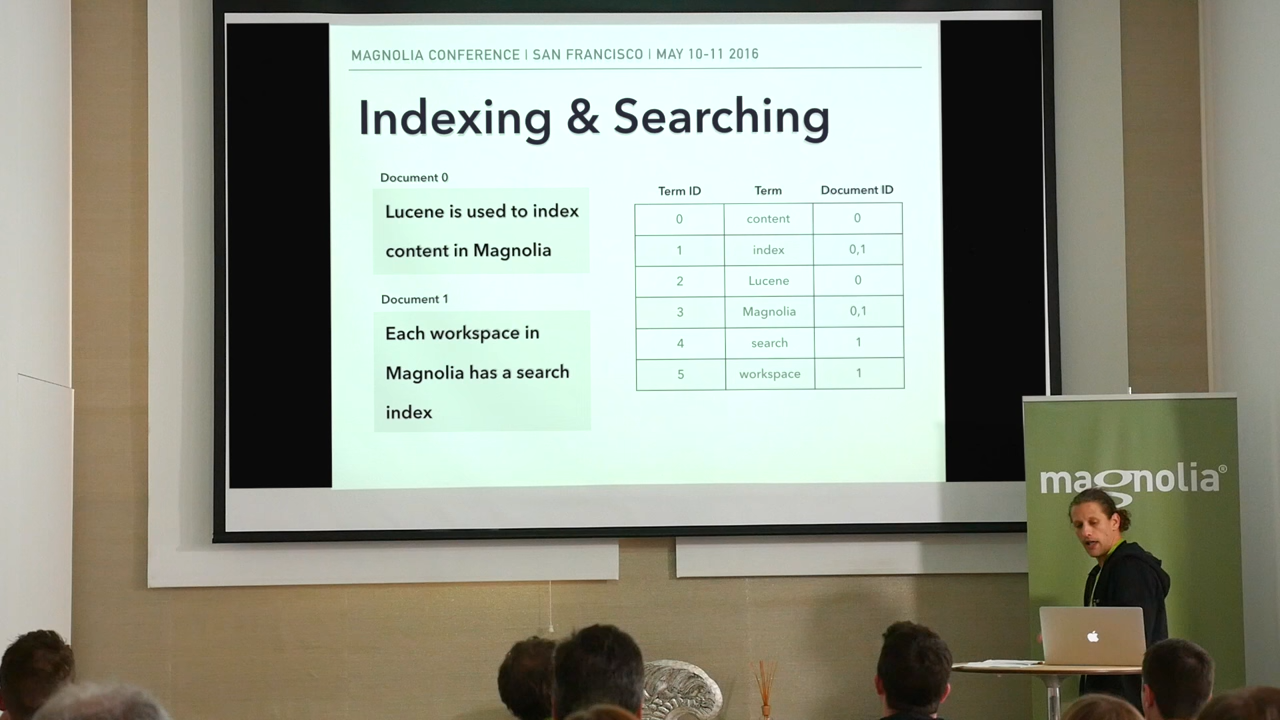 MAGNOLIA CONFERENCE | SAN FRANCISCO | MAY 10-11 2016
Indexing & Searching
Document 0
Lucene is used to index
content in Magnolia
Document 1
Each workspace in
Magnolia has a search
index
Term ID Term Document ID
0 content 0
1 index 0,1
2 Lucene 0
3 Magnolia 0,1
4 search 1
5 workspace 1
magnolia®